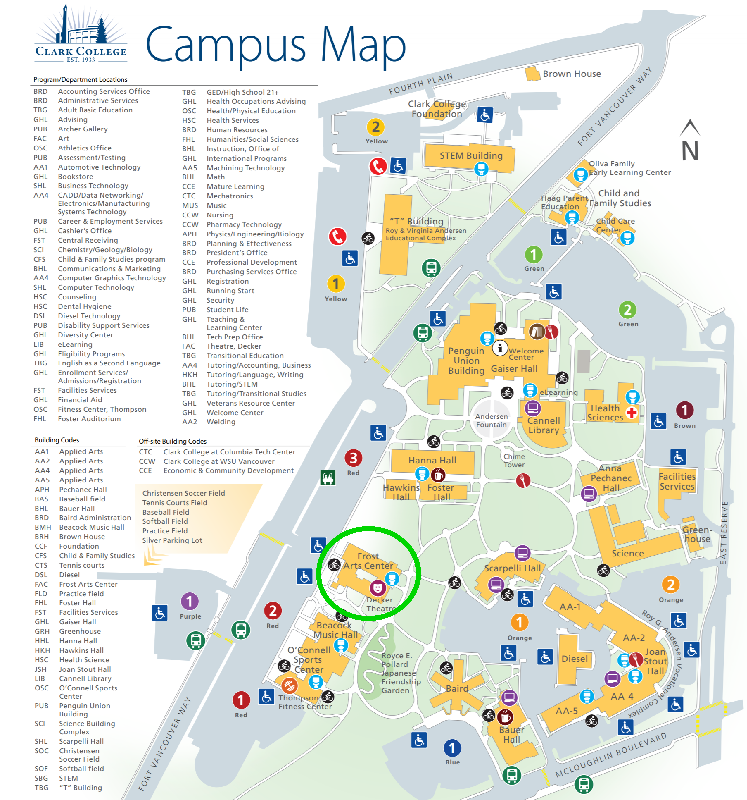 CLARK COLLEGE
EST. 1933
Campus Map
Program/Department Locations
BRD Accounting Services Office
BRD Administrative Services
TBG Adult Basic Education
GHL Advising
PUB Archer Gallery
FAC Art
OSC Athletics Office
PUB Assessment/Testing
AA1 Automotive Technology
GHL Bookstore
SHL Business Technology
AA4 CADD/Data Networking/
Electronics/Manufacturing
Systems Technology
PUB Career & Employment Services
GHL Cashier's Office
FST Central Receiving
SCI Chemistry/Geology/Biology
CFS Child & Family Studies program
BHL Communications & Marketing
AA4 Computer Graphics Technology
SHL Computer Technology
HSC Counseling
HSC Dental Hygiene
DSL Diesel Technology
PUB Disability Support Services
GHL Diversity Center
LIB eLearning
GHL Eligibility Programs
TBG English as a Second Language
GHL Enrollment Services/
Admissions/Registration
FST Facilities Services
GHL Financial Aid
OSC Fitness Center, Thompson
FHL Foster Auditorium
TBG GED/High School 21+
GHL Health Occupations Advising
OSC Health/Physical Education
HSC Health Services
BRD Human Resources
FHL Humanities/Social Sciences
BHL Instruction, Office of
GHL International Programs
AA5 Machining Technology
BHL Math
CCE Mature Learning
CTC Mechatronics
MUS Music
CCW Nursing
CCW Pharmacy Technology
APH Physics/Engineering/Biology
BRD Planning & Effectiveness
BRD President's Office
CCE Professional Development
BRD Purchasing Services Office
GHL Registration
GHL Running Start
GHL Security
PUB Student Life
GHL Teaching &
Learning Center
BHL Tech Prep Office
FAC Theatre, Decker
TBG Transitional Education
AA4 Tutoring/Accounting, Business
HKH Tutoring/Language, Writing
BHL Tutoring/STEM
TBG Tutoring/Transitional Studies
GHL Veterans Resource Center
GHL Welcome Center
AA2 Welding
Building Codes
AA1 Applied Arts
AA2 Applied Arts
AA4 Applied Arts
AA5 Applied Arts
APH Pechanec Hall
BAS Baseball field
BHL Bauer Hall
BRD Baird Administration
BMH Beacock Music Hall
BRH Brown House
CCF Foundation
CFS Child & Family Studies
CTS Tennis courts
DSL Diesel
FAC Frost Arts Center
FLD Practice field
FHL Foster Hall
FST Facilities Services
GHL Gaiser Hall
GRH Greenhouse
HHL Hanna Hall
HKH Hawkins Hall
HSC Health Science
JSH Joan Stout Hall
LIB Cannell Library
OSC O'Connell Sports
Center
PUB Penguin Union
Building
SCI Science Building
Complex
SHL Scarpelli Hall
SOC Christensen
Soccer Field
SOF Softball field
SBG STEM
TBG "T" Building
Off-site Building Codes
CTC Clark College at Columbia Tech Center
CCW Clark College at WSU Vancouver
CCE Economic & Community Development
Christensen Soccer Field
Tennis Courts Field
Baseball Field
Softball Field
Practice Field
Silver Parking Lot
FOURTH PLAIN
Brown House
FORT VANCOUVER WAY
Clark College
Foundation
N
2
Yellow
STEM Building
Oliva Family
Early Learning Center
Haag Parent
Education
Child and
Family Studies
Child Care
Center
"T" Building
Roy & Virginia Andersen
Educational Complex
1
Yellow
1
Green
2
Green
Penguin
Union
Building
i
Welcome
Center
Gaiser Hall
eLearning
Cannell
Library
Health
Sciences
1
Brown
Andersen
Fountain
3
Red
Hanna Hall
Hawkins
Hall
Foster
Hall
Chime
Tower
Anna
Pechanec
Hall
Facilities
Services
Green-
house
Science
EAST RESERVE
Frost
Arts Center
Decker
Theatre
Scarpelli Hall
2
Orange
1
Purple
2
Red
Beacock
Music Hall
1
Orange
AA-1
AA-2
Roy G. Andersen Vocational Complex
O'Connell
Sports
Center
Royce E.
Pollard
Japanese
Friendship
Garden
Diesel
Joan
Stout
Hall
Baird
AA-4
AA-5
1
Red
Thompson
Fitness Center
Bauer
Hall
1
Blue
FORT VANCOUVER WAY
MCLOUGHLIN BOULEVARD